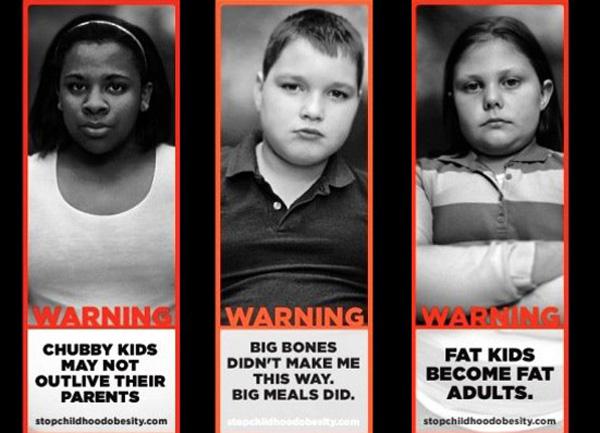 WARNING
CHUBBY KIDS
MAY NOT
OUTLIVE THEIR
PARENTS
stopchildhoodobesity.com
WARNING
BIG BONES
DIDN'T MAKE ME
THIS WAY.
BIG MEALS DID.
stopchildhoodobesity.com
WARNING
FAT KIDS
BECOME FAT
ADULTS.
stopchildhoodobesity.com